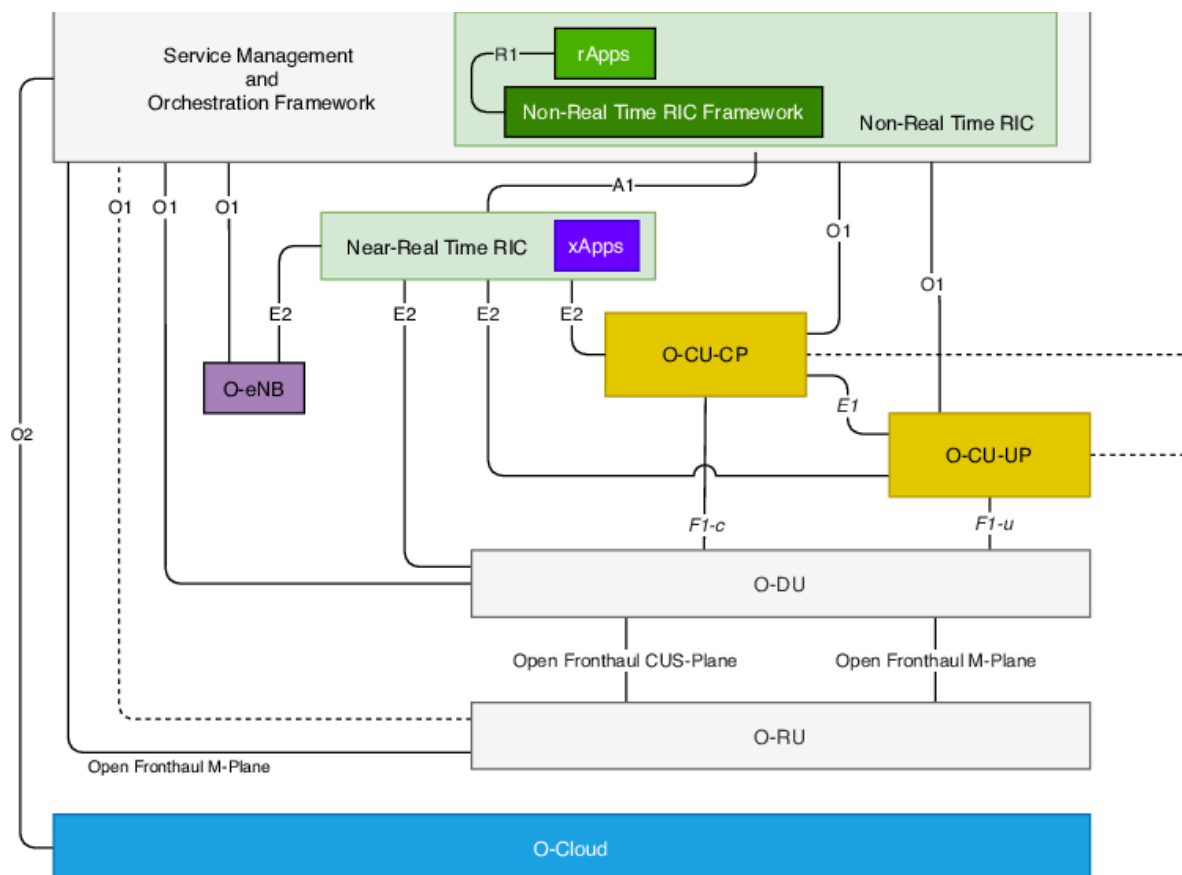 Service Management
and
Orchestration Framework
R1
rApps
Non-Real Time RIC Framework
Non-Real Time RIC
O1
O1
O1
A1
O1
Near-Real Time RIC
xApps
O1
E2
E2
E2
E2
O-CU-CP
O-eNB
E1
O2
O-CU-UP
F1-c
F1-u
O-DU
Open Fronthaul CUS-Plane
Open Fronthaul M-Plane
O-RU
Open Fronthaul M-Plane
O-Cloud